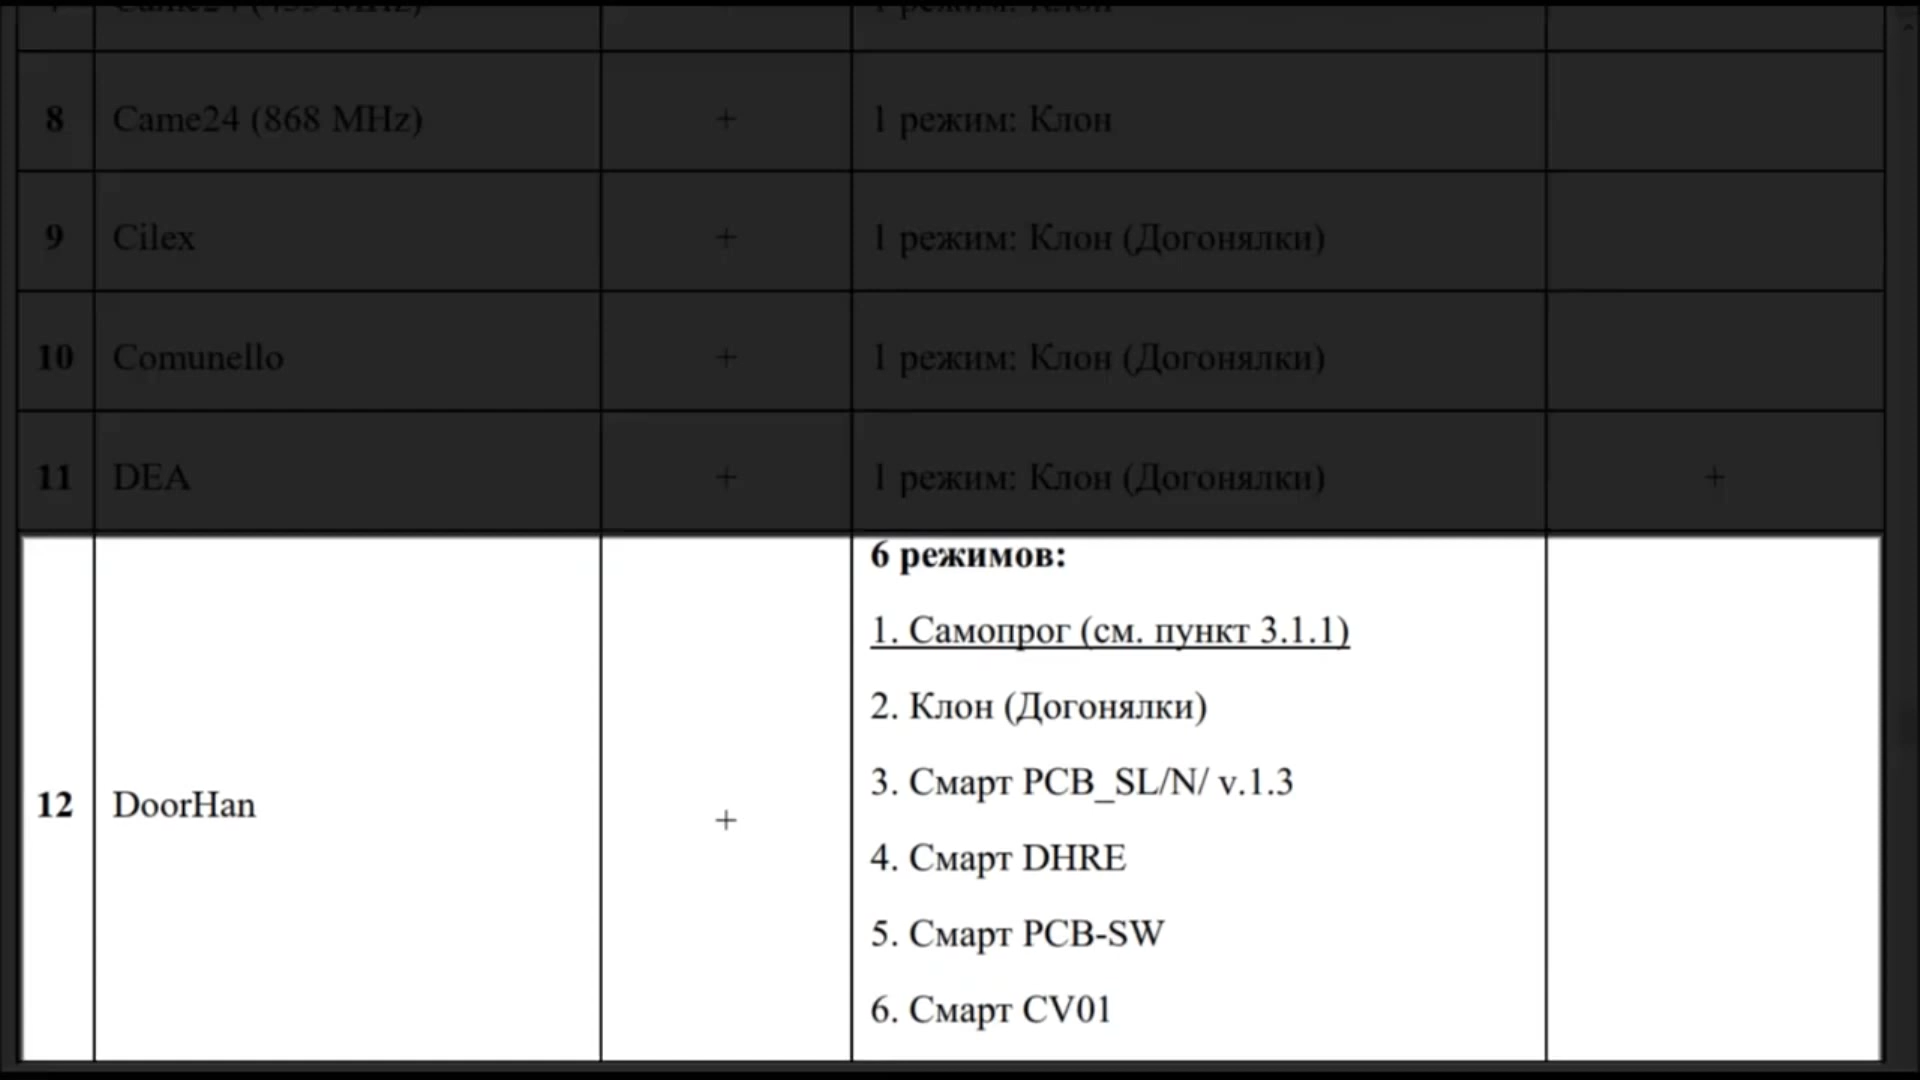 8 Came24 (868 MHz) + 1 режим: Клон
9 Cilex + 1 режим: Клон (Догонялки)
10 Comunello + 1 режим: Клон (Догонялки)
11 DEA + 1 режим: Клон (Догонялки) +
12 DoorHan +
6 режимов:
1. Самопрог (см. пункт 3.1.1)
2. Клон (Догонялки)
3. Смарт PCB_SL/N/ v.1.3
4. Смарт DHRE
5. Смарт PCB-SW
6. Смарт CV01